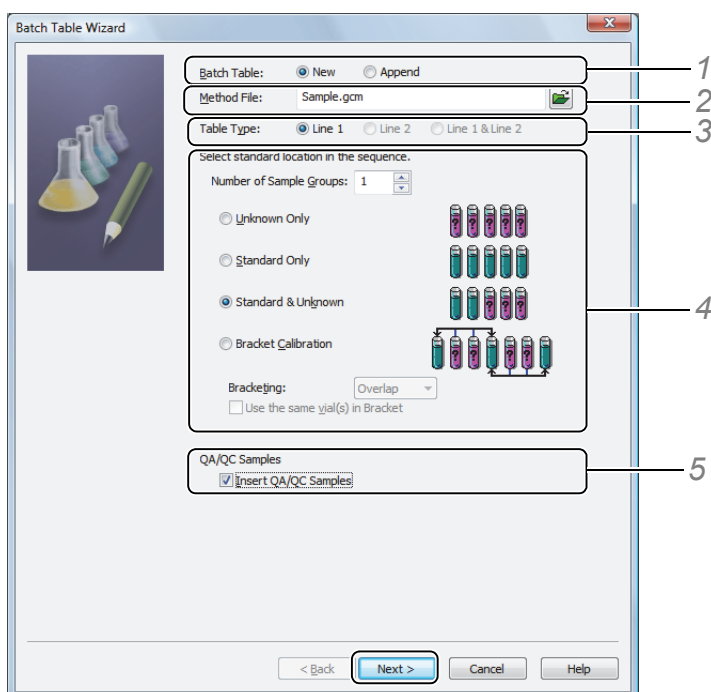 Batch Table Wizard
Batch Table: New Append 1
Method File: Sample.gcm 2
Table Type: Line 1 Line 2 Line 1 & Line 2 3
Select standard location in the sequence.
Number of Sample Groups: 1
Unknown Only
? ? ? ? ?
Standard Only
Standard & Unknown 4
? ? ?
Bracket Calibration
? ? ? ?
Bracketing: Overlap
Use the same vial(s) in Bracket
QA/QC Samples
Insert QA/QC Samples 5
< Back Next > Cancel Help